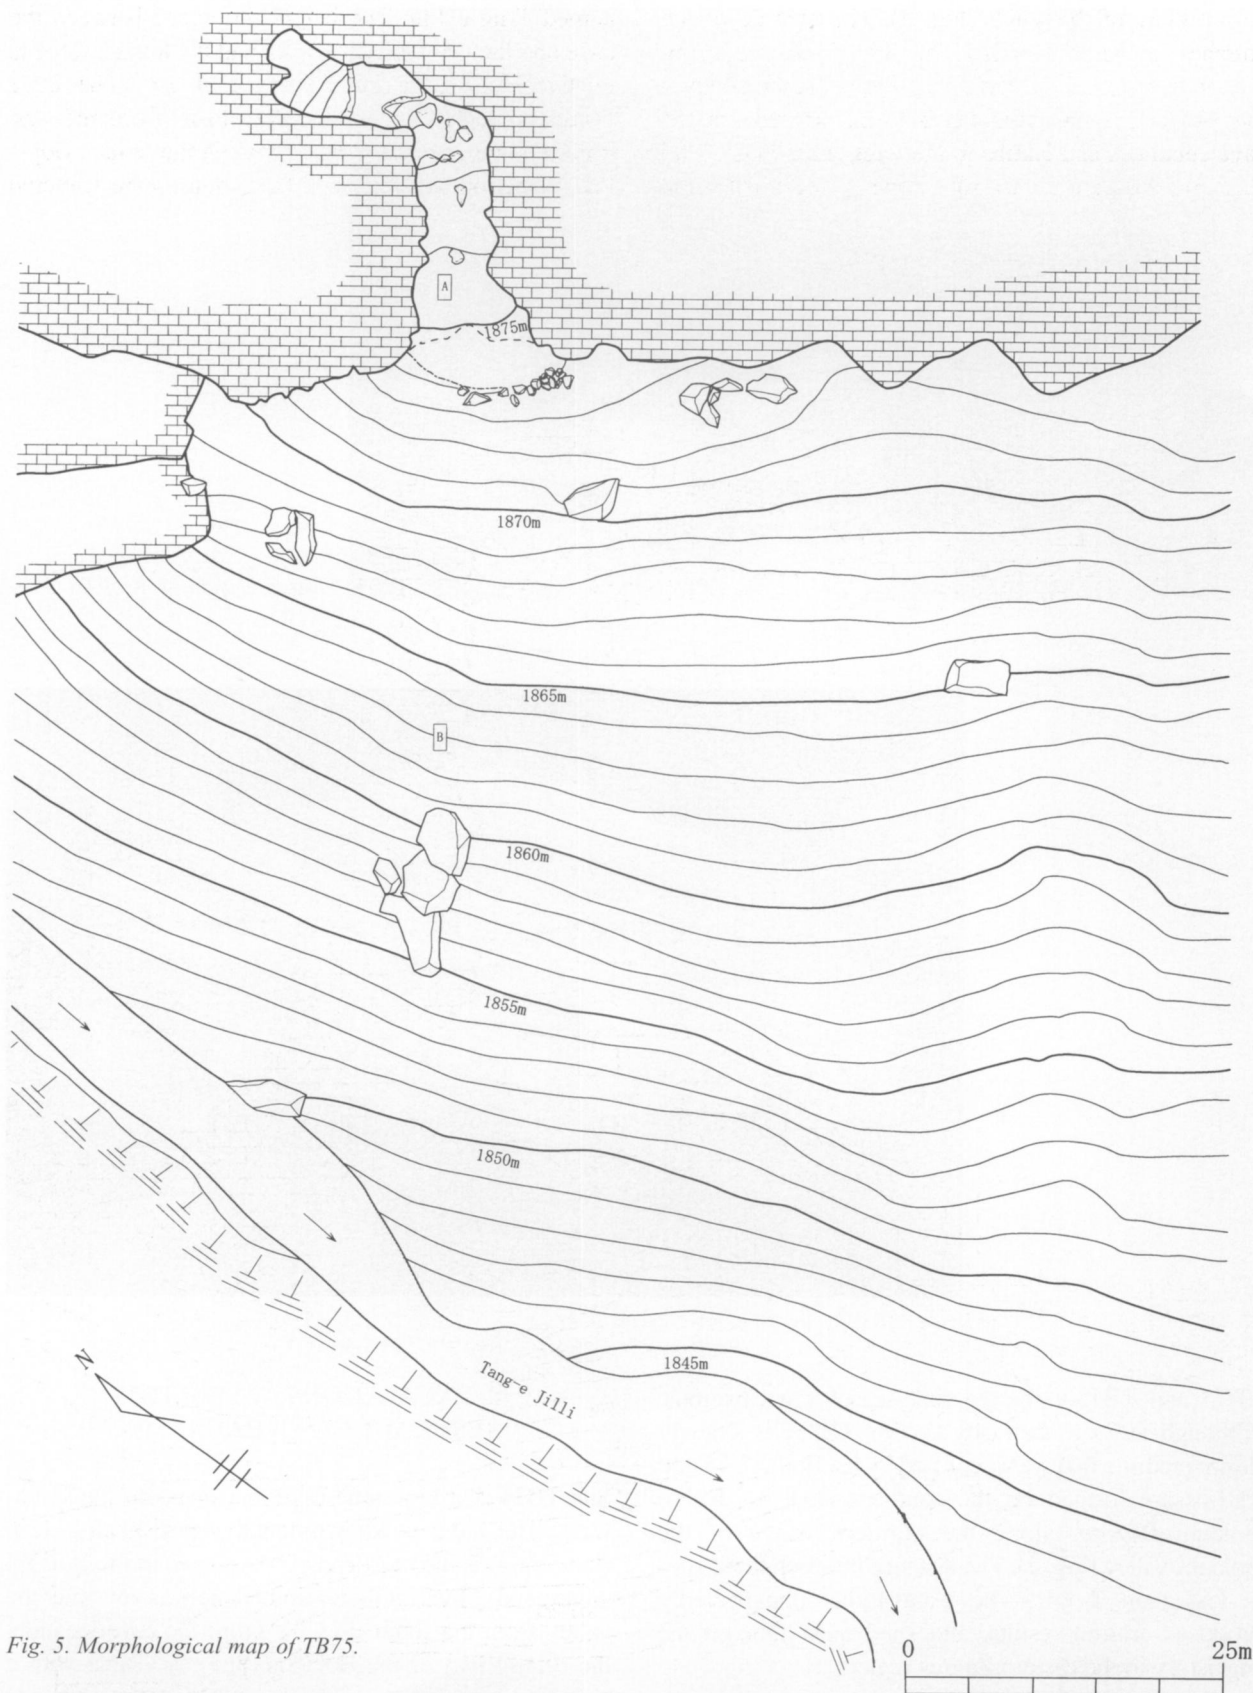 A
1875m
1870m
1865m
B
1860m
1855m
1850m
1845m
N
Tang-e Jilli
Fig. 5. Morphological map of TB75.
0 25m